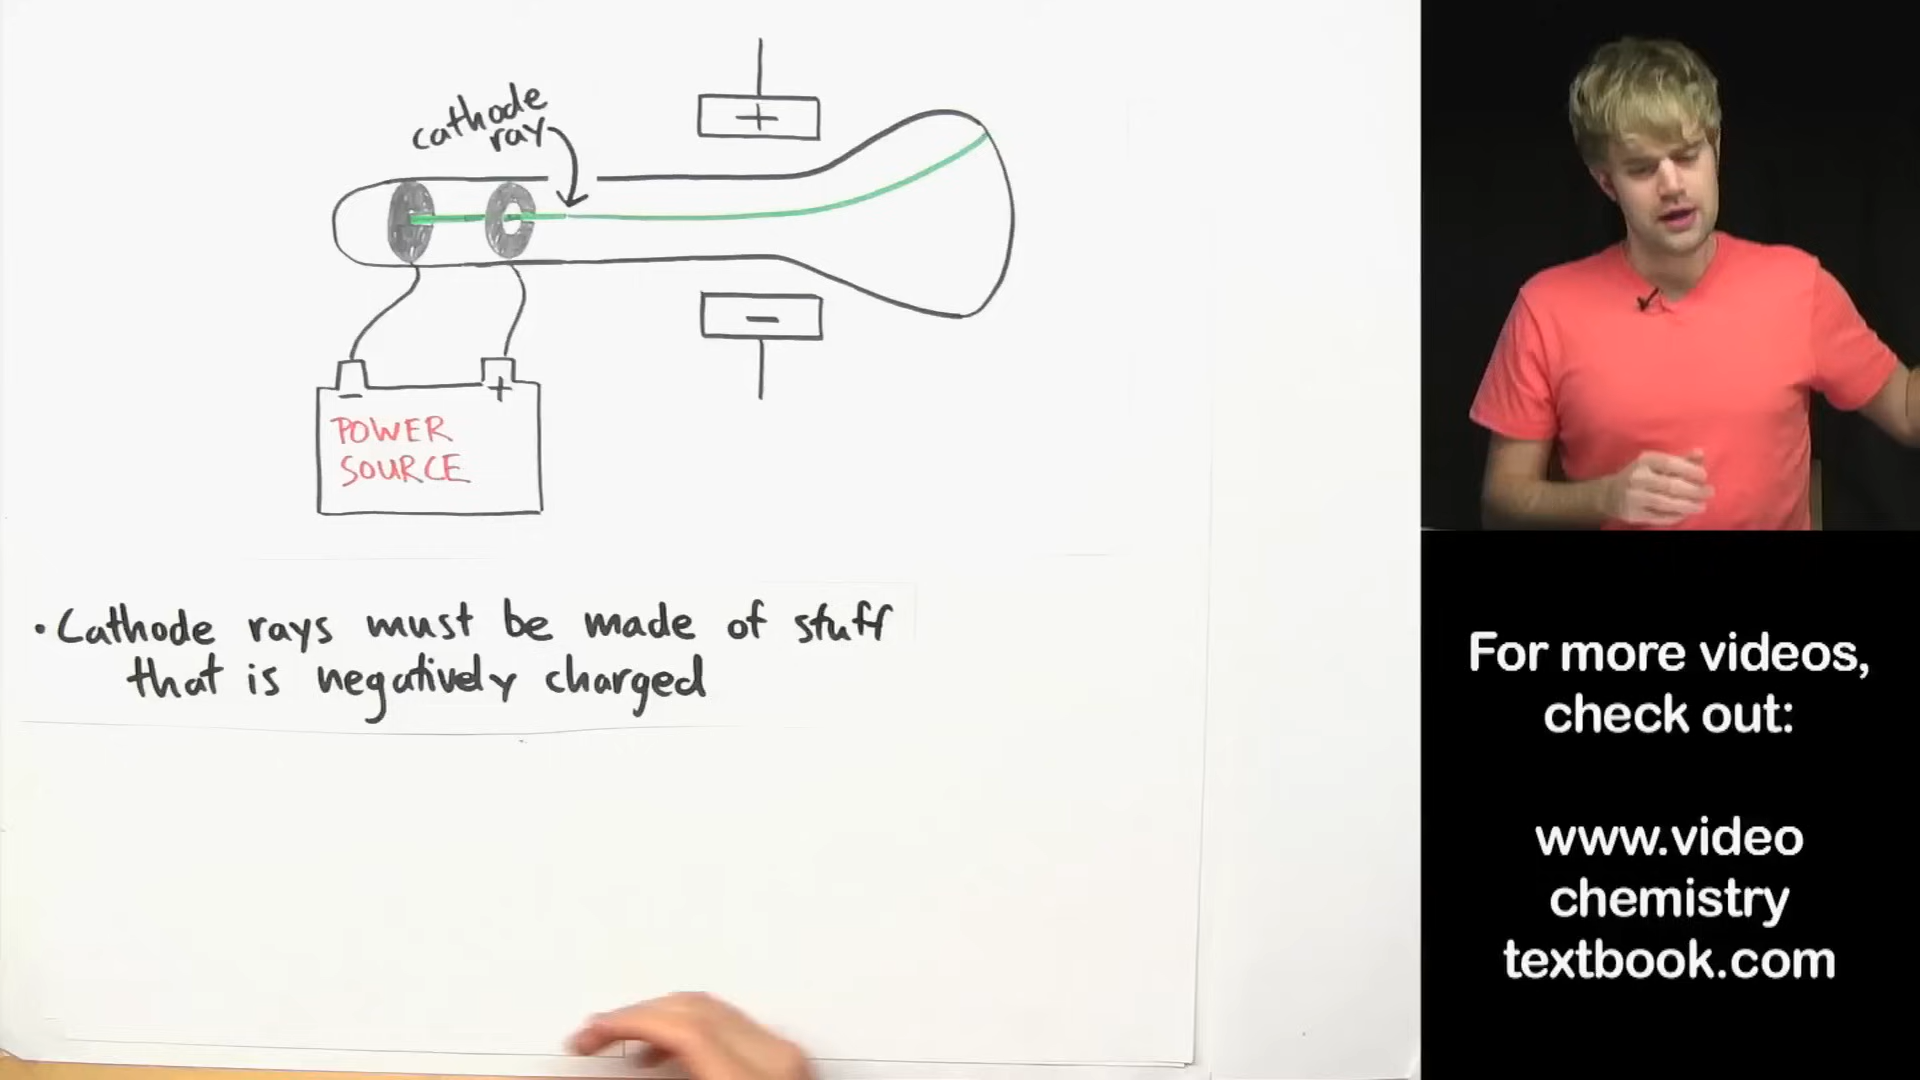 cathode
ray
+
-
-
+
POWER
SOURCE
• Cathode rays must be made of stuff
that is negatively charged
For more videos,
check out:
www.video
chemistry
textbook.com